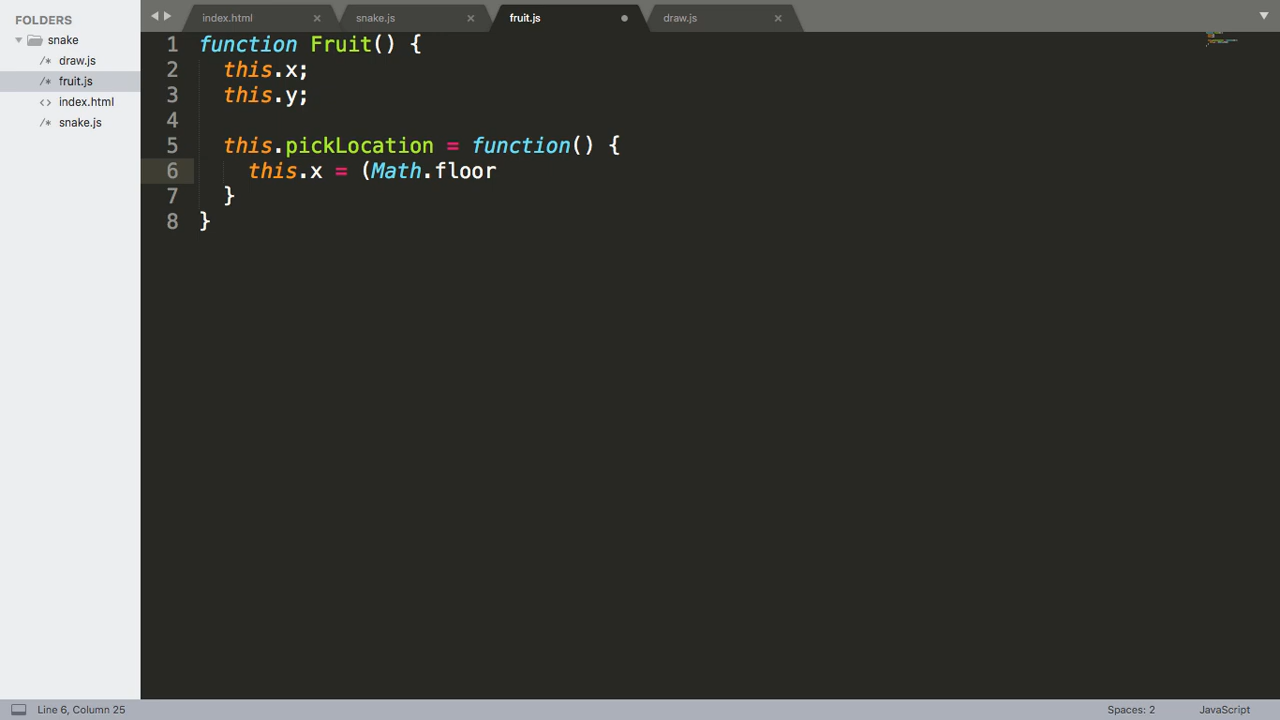 FOLDERS
snake
/* draw.js
/* fruit.js
<> index.html
/* snake.js
index.html
snake.js
fruit.js
draw.js
1 function Fruit() {
2 this.x;
3 this.y;
4
5 this.pickLocation = function() {
6 this.x = (Math.floor
7 }
8 }
Line 6, Column 25
Spaces: 2
JavaScript